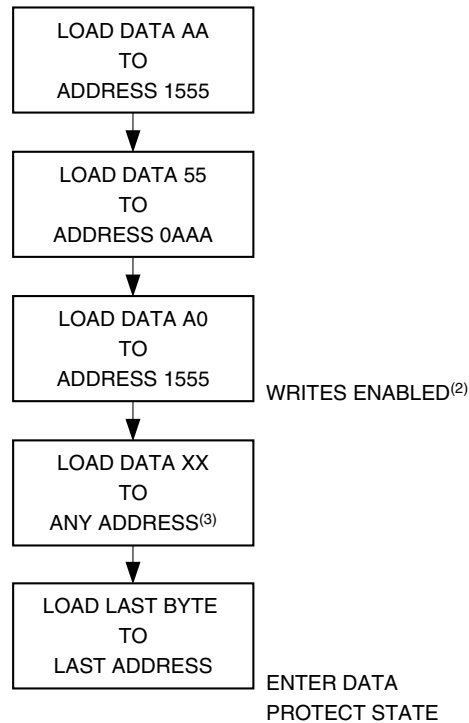 LOAD DATA AA
TO
ADDRESS 1555
LOAD DATA 55
TO
ADDRESS 0AAA
LOAD DATA A0
TO
ADDRESS 1555
WRITES ENABLED(2)
LOAD DATA XX
TO
ANY ADDRESS(3)
LOAD LAST BYTE
TO
LAST ADDRESS
ENTER DATA
PROTECT STATE